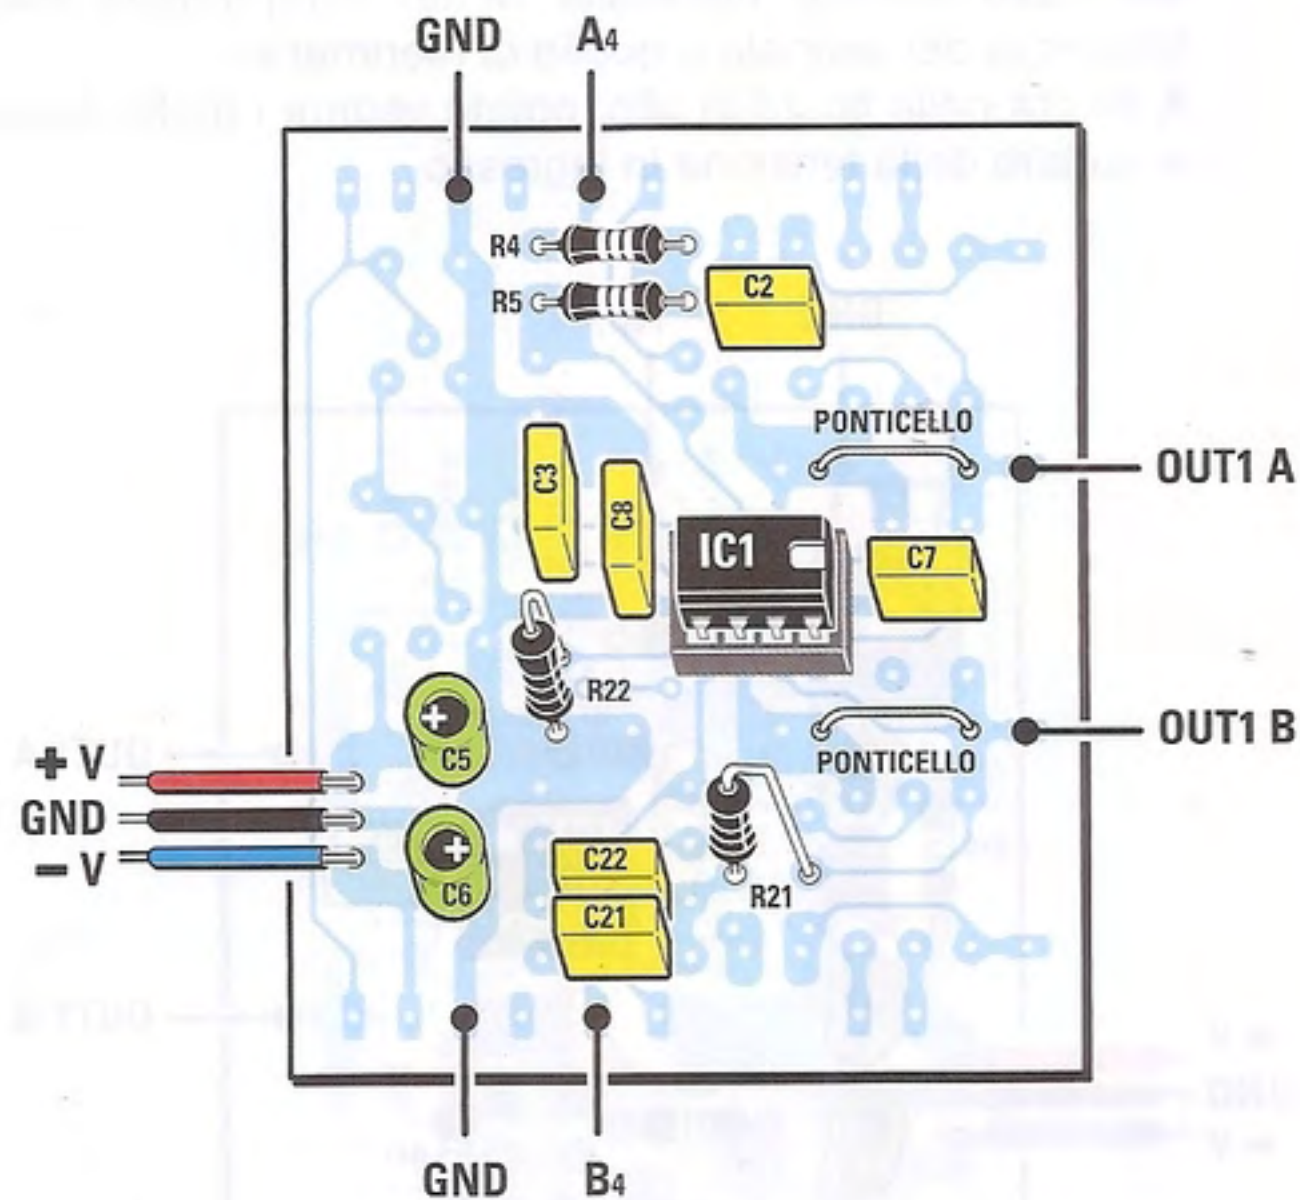 GND A4
R4
R5
C2
PONTICELLO
C3
C8
OUT1 A
IC1
C7
R22
C5
+ V
GND
– V
OUT1 B
PONTICELLO
C6
C22
C21
R21
GND B4